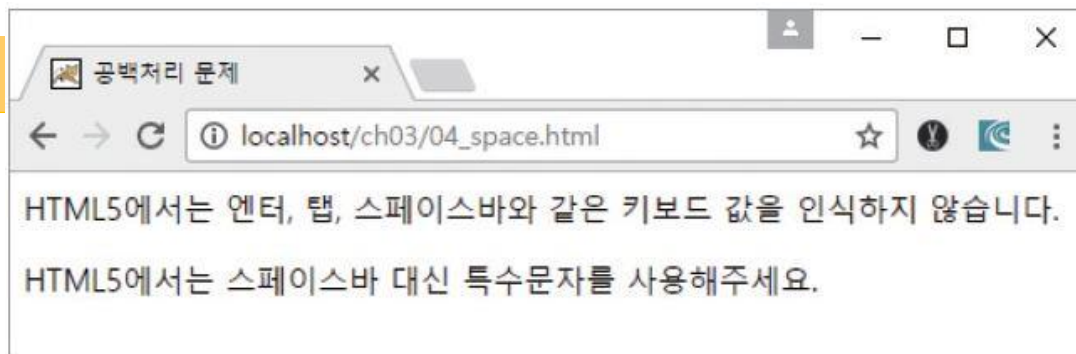 공백처리 문제
localhost/ch03/04_space.html
HTML5에서는 엔터, 탭, 스페이스바와 같은 키보드 값을 인식하지 않습니다.
HTML5에서는 스페이스바 대신 특수문자를 사용해주세요.